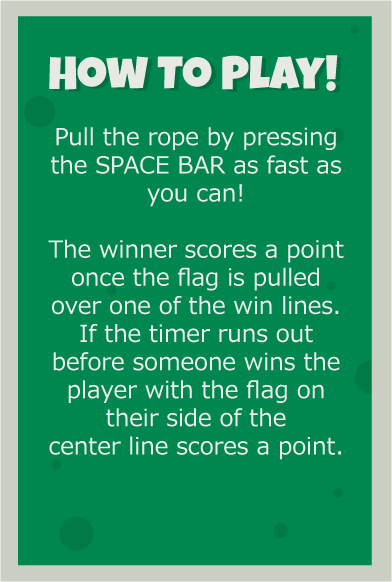 HOW TO PLAY!
Pull the rope by pressing
the SPACE BAR as fast as
you can!
The winner scores a point
once the flag is pulled
over one of the win lines.
If the timer runs out
before someone wins the
player with the flag on
their side of the
center line scores a point.